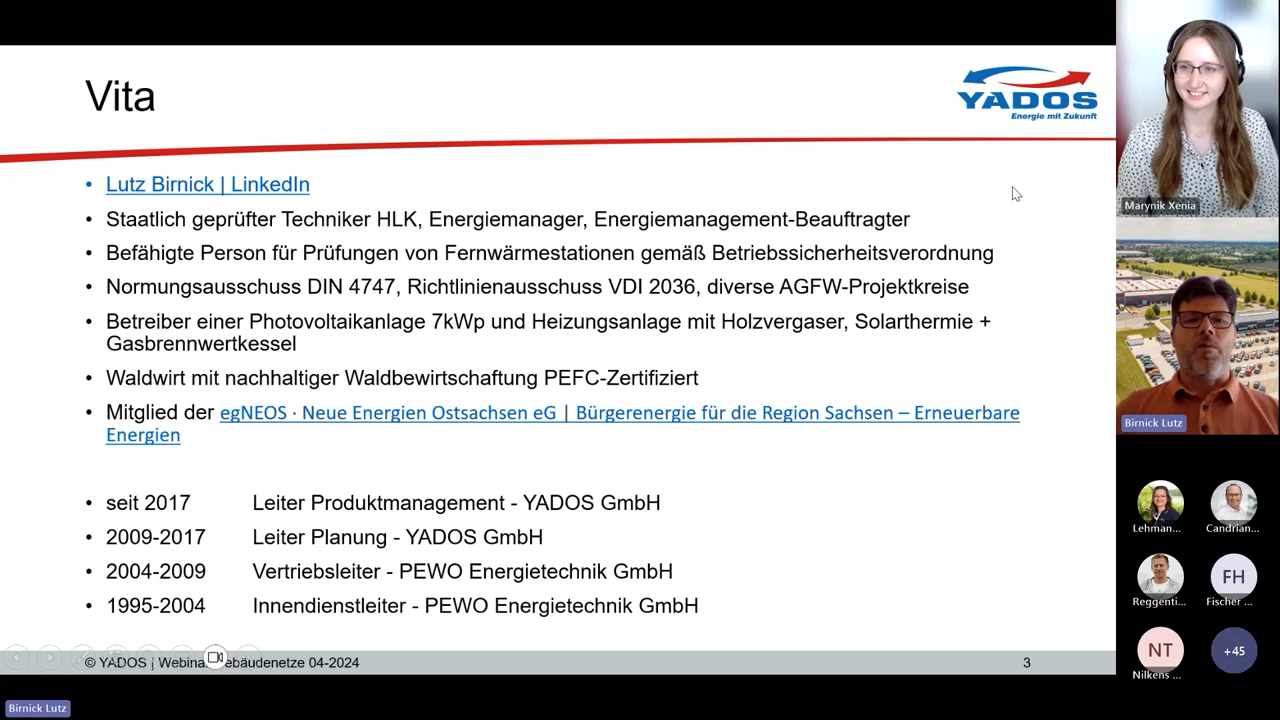 Vita
YADOS
Energie mit Zukunft
• Lutz Birnick | LinkedIn
• Staatlich geprüfter Techniker HLK, Energiemanager, Energiemanagement-Beauftragter
• Befähigte Person für Prüfungen von Fernwärmestationen gemäß Betriebssicherheitsverordnung
• Normungsausschuss DIN 4747, Richtlinienausschuss VDI 2036, diverse AGFW-Projektkreise
• Betreiber einer Photovoltaikanlage 7kWp und Heizungsanlage mit Holzvergaser, Solarthermie +
Gasbrennwertkessel
• Waldwirt mit nachhaltiger Waldbewirtschaftung PEFC-Zertifiziert
• Mitglied der egNEOS · Neue Energien Ostsachsen eG | Bürgerenergie für die Region Sachsen – Erneuerbare
Energien
• seit 2017 Leiter Produktmanagement - YADOS GmbH
• 2009-2017 Leiter Planung - YADOS GmbH
• 2004-2009 Vertriebsleiter - PEWO Energietechnik GmbH
• 1995-2004 Innendienstleiter - PEWO Energietechnik GmbH
© YADOS | Webinar ebäudenetze 04-2024
3
Birnick Lutz
Marynik Xenia
Birnick Lutz
Lehman...
Candrian...
Reggenti...
FH
Fischer ...
NT
Nilkens ...
+45